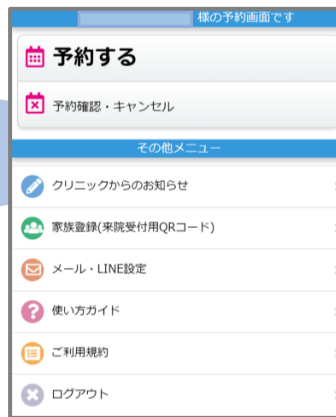 様の予約画面です
予約する
予約確認・キャンセル
その他メニュー
クリニックからのお知らせ
家族登録(来院受付用QRコード)
メール・LINE設定
使い方ガイド
ご利用規約
ログアウト